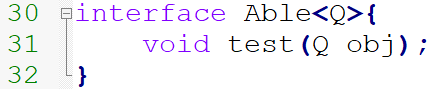 30 interface Able<Q>{
31     void test(Q obj);
32 }